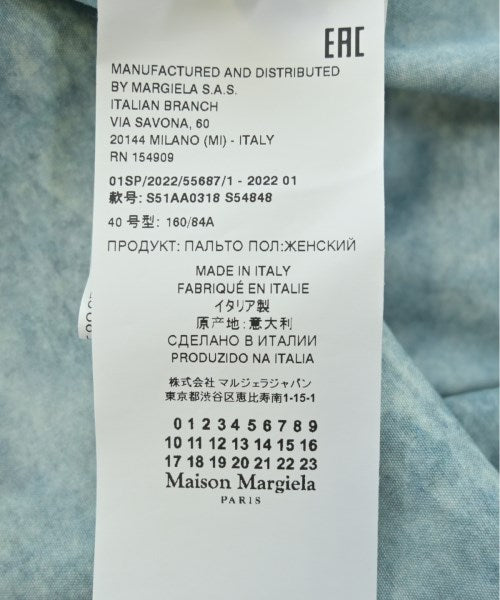 EAC
MANUFACTURED AND DISTRIBUTED
BY MARGIELA S.A.S.
ITALIAN BRANCH
VIA SAVONA, 60
20144 MILANO (MI) - ITALY
RN 154909
01SP/2022/55687/1 - 2022 01
款号: S51AA0318 S54848
40 号型: 160/84A
ПРОДУКТ: ПАЛЬТО ПОЛ:ЖЕНСКИЙ
MADE IN ITALY
FABRIQUÉ EN ITALIE
イタリア製
原产地: 意大利
СДЕЛАНО В ИТАЛИИ
PRODUZIDO NA ITALIA
株式会社 マルジェラジャパン
東京都渋谷区恵比寿南1-15-1
0 1 2 3 4 5 6 7 8 9
10 11 12 13 14 15 16
17 18 19 20 21 22 23
Maison Margiela
PARIS